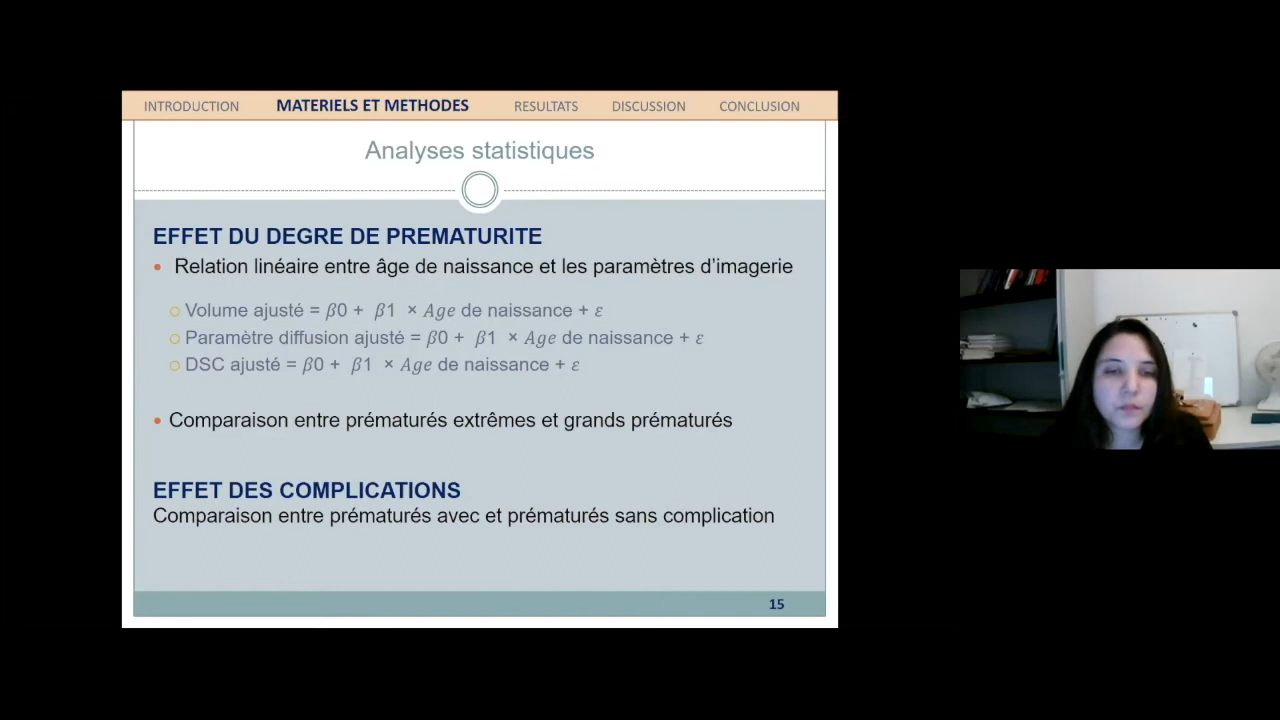 INTRODUCTION MATERIELS ET METHODES RESULTATS DISCUSSION CONCLUSION
Analyses statistiques
EFFET DU DEGRE DE PREMATURITE
• Relation linéaire entre âge de naissance et les paramètres d’imagerie
o Volume ajusté = β0 + β1 × Age de naissance + ε
o Paramètre diffusion ajusté = β0 + β1 × Age de naissance + ε
o DSC ajusté = β0 + β1 × Age de naissance + ε
• Comparaison entre prématurés extrêmes et grands prématurés
EFFET DES COMPLICATIONS
Comparaison entre prématurés avec et prématurés sans complication
15